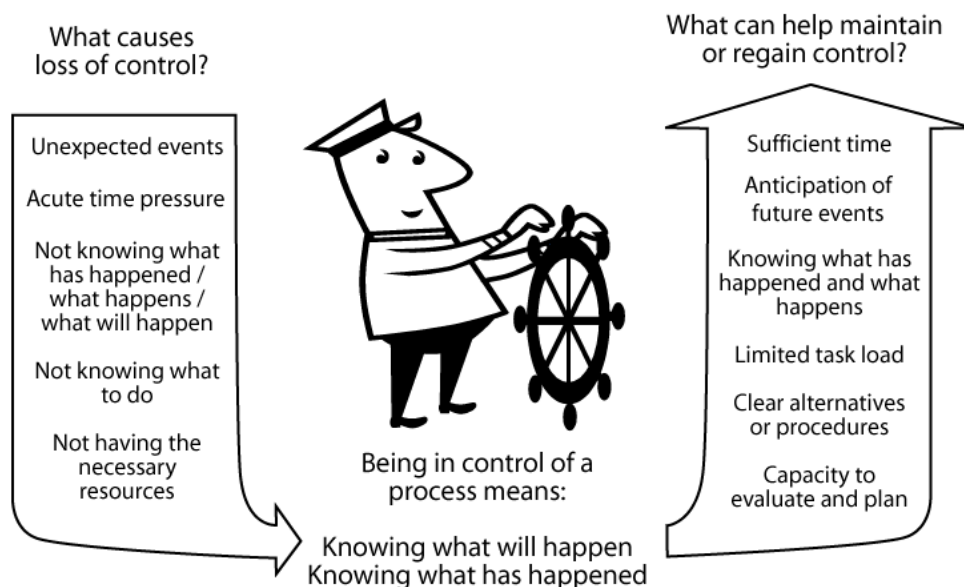 What causes
loss of control?
Unexpected events
Acute time pressure
Not knowing what
has happened /
what happens /
what will happen
Not knowing what
to do
Not having the
necessary
resources
Being in control of a
process means:
Knowing what will happen
Knowing what has happened
What can help maintain
or regain control?
Sufficient time
Anticipation of
future events
Knowing what has
happened and what
happens
Limited task load
Clear alternatives
or procedures
Capacity to
evaluate and plan